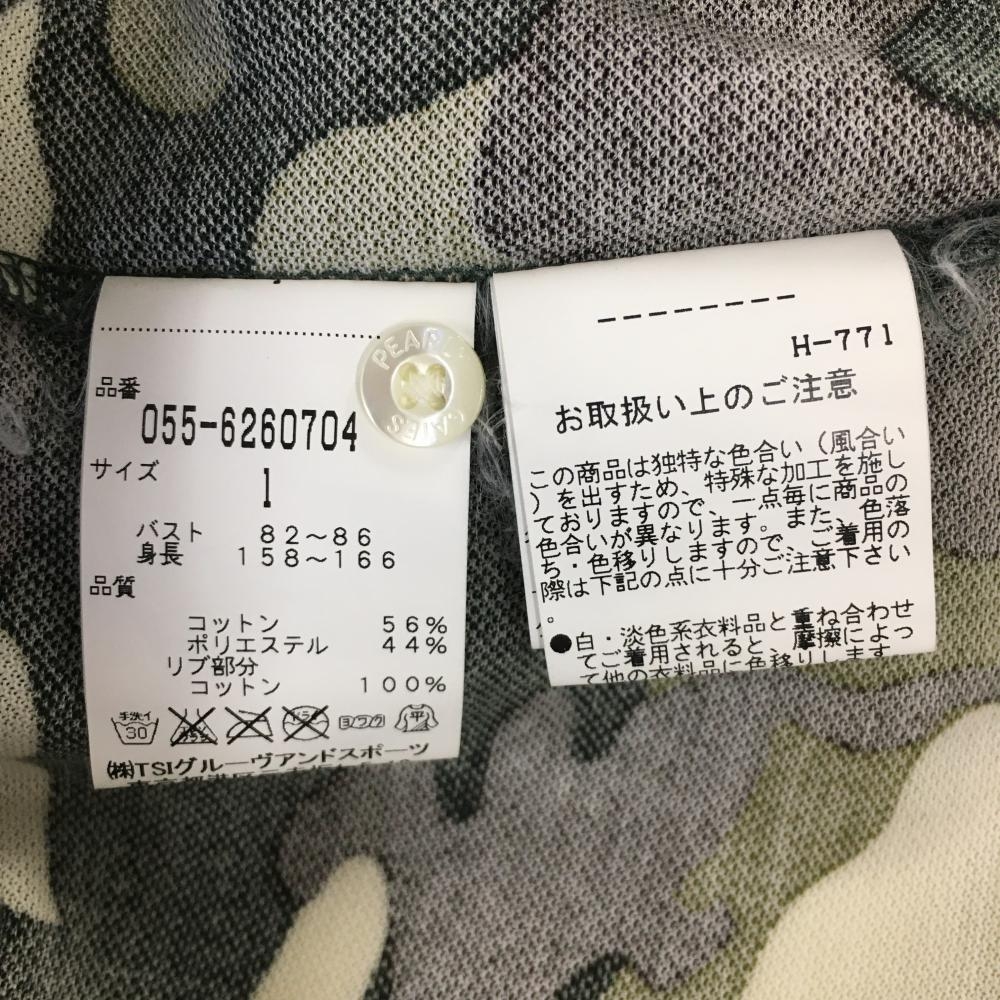 品番
055-6260704
サイズ
1
バスト 82～86
身長 158～166
品質
コットン 56%
ポリエステル 44%
リブ部分
コットン 100%
手洗イ
30
ヨワク
平
㈱TSIグルーヴアンドスポーツ
PEARLY
GATES
--------
H-771
お取扱い上のご注意
この商品は独特な色合い（風合い
）を出すため、特殊な加工を施し
ておりますので、一点毎に商品の
色合いが異なります。また、色落
ち・色移りしますので、ご着用の
際は下記の点に十分ご注意下さい
。
●白・淡色系衣料品と重ね合わせ
てご着用されると、摩擦によっ
て他の衣料品に色移りします